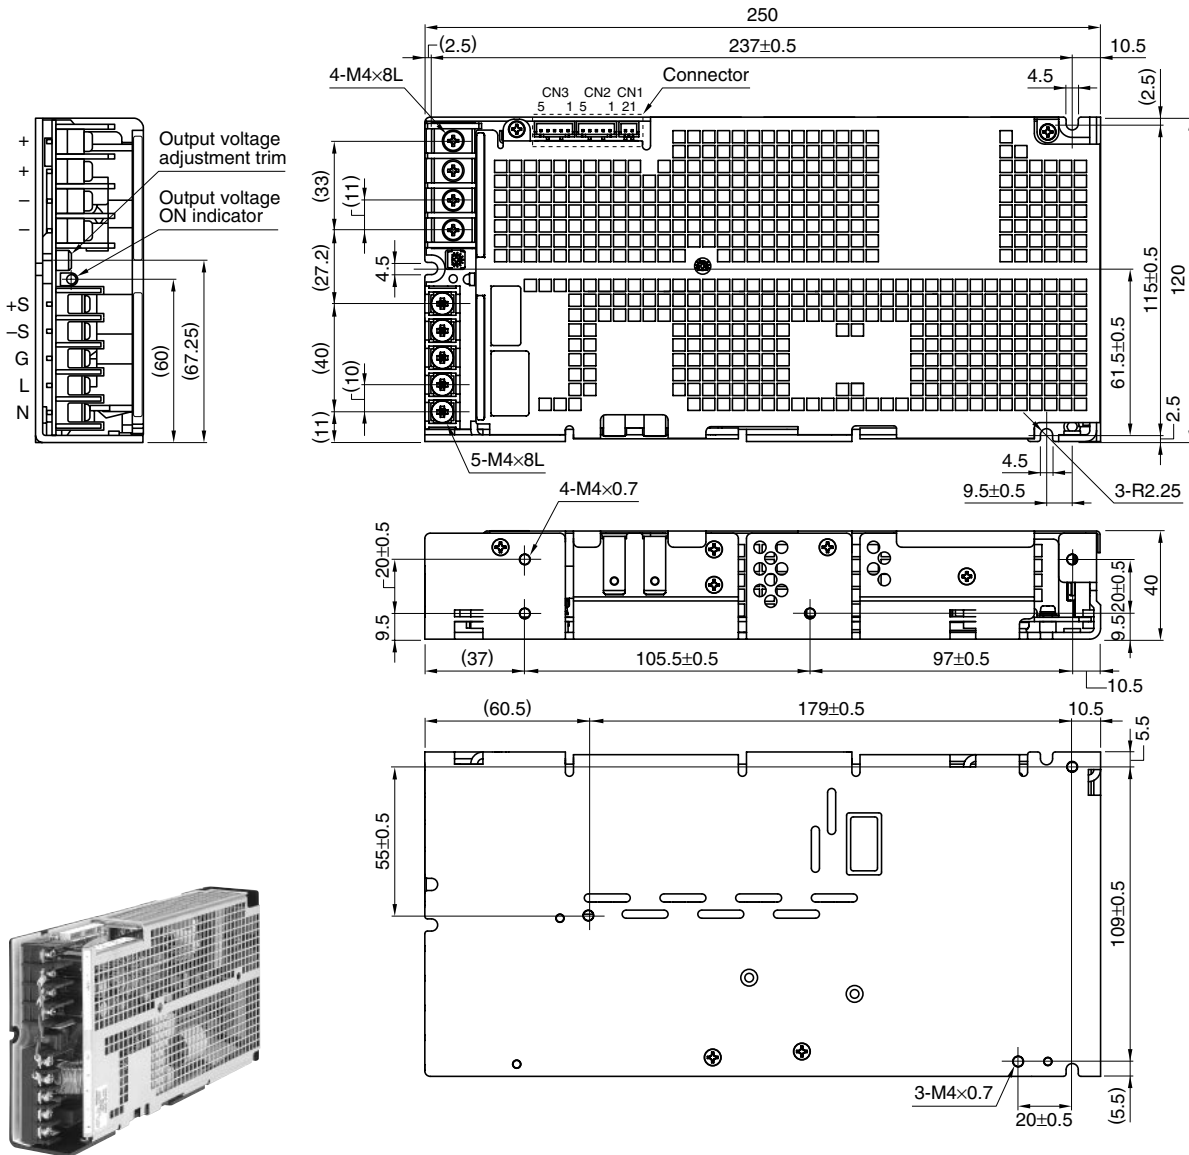 250
(2.5)
237±0.5
10.5
4-M4×8L
Connector
CN3
CN2
CN1
5
1
5
1
21
4.5
(2.5)
Output voltage
adjustment trim
Output voltage
ON indicator
+
+
−
−
+S
−S
G
L
N
(60)
(67.25)
(33)
(11)
(27.2)
4.5
(40)
(10)
(11)
115±0.5
120
61.5±0.5
2.5
5-M4×8L
4.5
9.5±0.5
3-R2.25
4-M4×0.7
20±0.5
9.5
40
20±0.5
9.5
(37)
105.5±0.5
97±0.5
10.5
(60.5)
179±0.5
10.5
5.5
55±0.5
109±0.5
3-M4×0.7
20±0.5
(5.5)